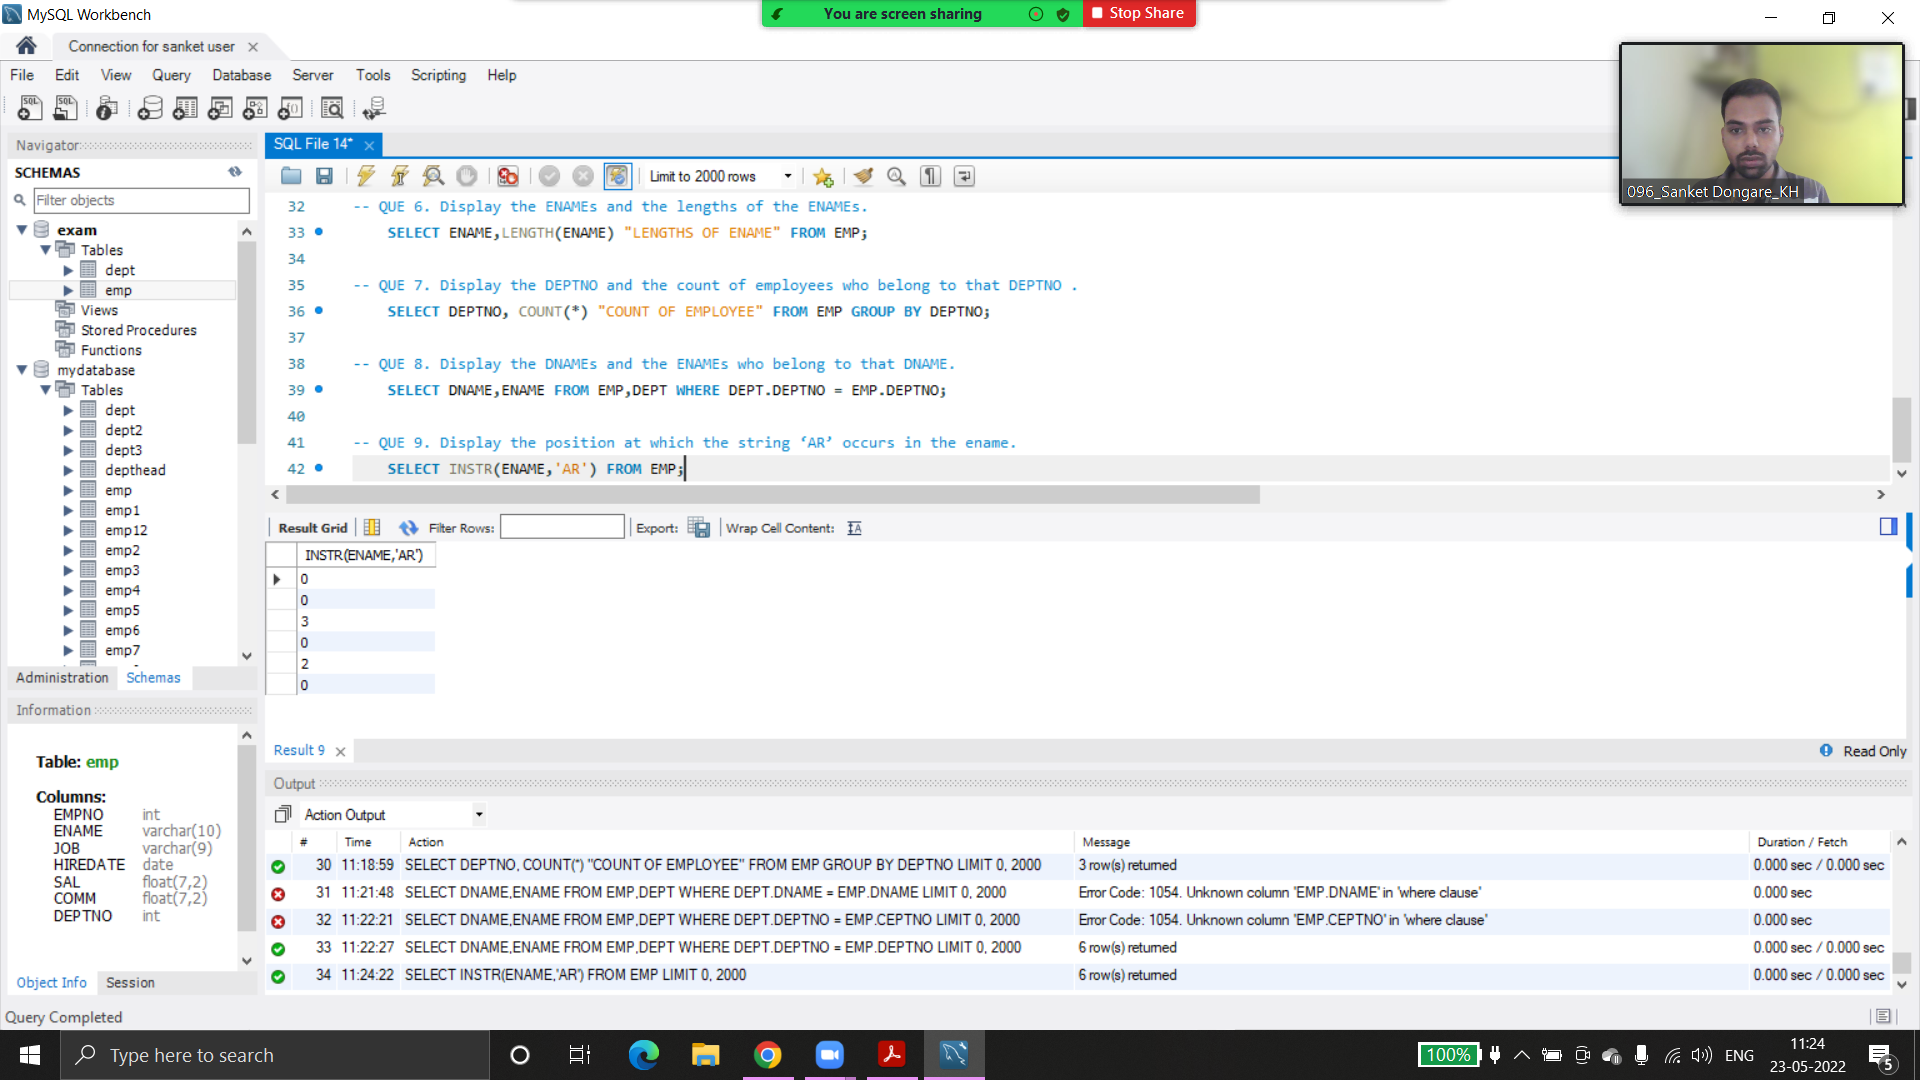 MySQL Workbench
You are screen sharing
Stop Share
Connection for sanket user
File Edit View Query Database Server Tools Scripting Help
096_Sanket Dongare_KH
Navigator
SCHEMAS
Filter objects
exam
Tables
dept
emp
Views
Stored Procedures
Functions
mydatabase
Tables
dept
dept2
dept3
depthead
emp
emp1
emp12
emp2
emp3
emp4
emp5
emp6
emp7
Administration Schemas
Information
Table: emp
Columns:
EMPNO int
ENAME varchar(10)
JOB varchar(9)
HIREDATE date
SAL float(7,2)
COMM float(7,2)
DEPTNO int
Object Info Session
SQL File 14*
Limit to 2000 rows
32 -- QUE 6. Display the ENAMEs and the lengths of the ENAMEs.
33 SELECT ENAME,LENGTH(ENAME) "LENGTHS OF ENAME" FROM EMP;
34
35 -- QUE 7. Display the DEPTNO and the count of employees who belong to that DEPTNO .
36 SELECT DEPTNO, COUNT(*) "COUNT OF EMPLOYEE" FROM EMP GROUP BY DEPTNO;
37
38 -- QUE 8. Display the DNAMEs and the ENAMEs who belong to that DNAME.
39 SELECT DNAME,ENAME FROM EMP,DEPT WHERE DEPT.DEPTNO = EMP.DEPTNO;
40
41 -- QUE 9. Display the position at which the string ‘AR’ occurs in the ename.
42 SELECT INSTR(ENAME,'AR') FROM EMP;
Result Grid Filter Rows: Export: Wrap Cell Content:
INSTR(ENAME,'AR')
0
0
3
0
2
0
Result 9
Read Only
Output
Action Output
# Time Action Message Duration / Fetch
30 11:18:59 SELECT DEPTNO, COUNT(*) "COUNT OF EMPLOYEE" FROM EMP GROUP BY DEPTNO LIMIT 0, 2000 3 row(s) returned 0.000 sec / 0.000 sec
31 11:21:48 SELECT DNAME,ENAME FROM EMP,DEPT WHERE DEPT.DNAME = EMP.DNAME LIMIT 0, 2000 Error Code: 1054. Unknown column 'EMP.DNAME' in 'where clause' 0.000 sec
32 11:22:21 SELECT DNAME,ENAME FROM EMP,DEPT WHERE DEPT.DEPTNO = EMP.CEPTNO LIMIT 0, 2000 Error Code: 1054. Unknown column 'EMP.CEPTNO' in 'where clause' 0.000 sec
33 11:22:27 SELECT DNAME,ENAME FROM EMP,DEPT WHERE DEPT.DEPTNO = EMP.DEPTNO LIMIT 0, 2000 6 row(s) returned 0.000 sec / 0.000 sec
34 11:24:22 SELECT INSTR(ENAME,'AR') FROM EMP LIMIT 0, 2000 6 row(s) returned 0.000 sec / 0.000 sec
Query Completed
Type here to search
100%
ENG
11:24
23-05-2022
5